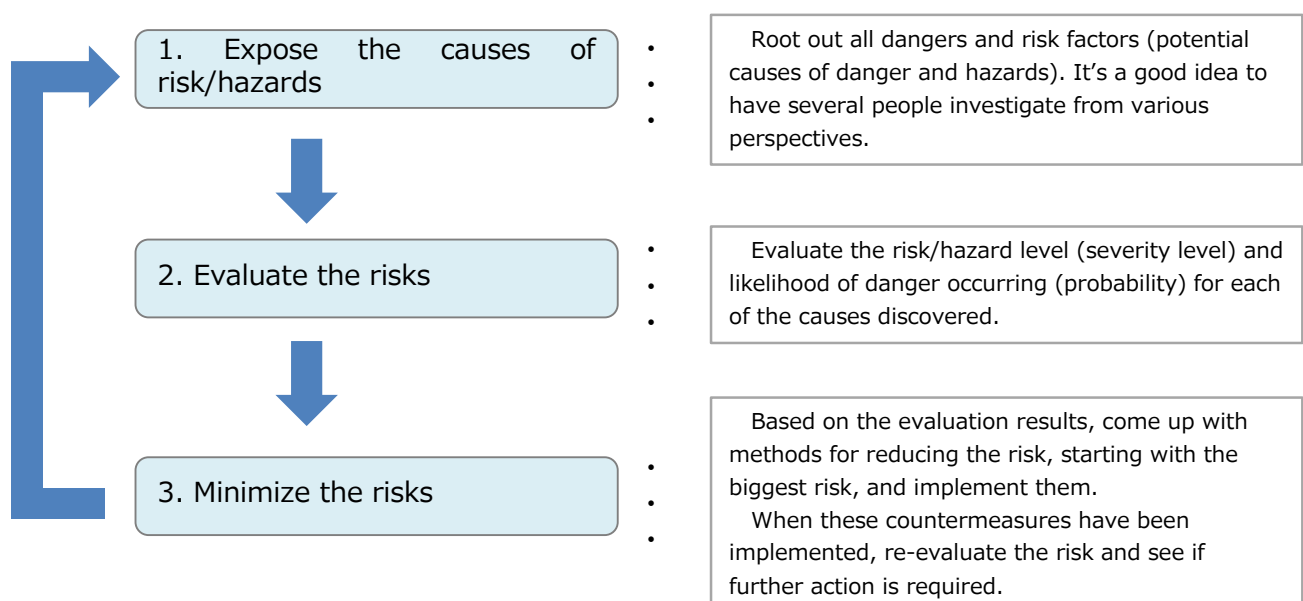 1. Expose the causes of
risk/hazards
・
・
・
Root out all dangers and risk factors (potential
causes of danger and hazards). It’s a good idea to
have several people investigate from various
perspectives.
2. Evaluate the risks
・
・
・
Evaluate the risk/hazard level (severity level) and
likelihood of danger occurring (probability) for each
of the causes discovered.
3. Minimize the risks
・
・
・
Based on the evaluation results, come up with
methods for reducing the risk, starting with the
biggest risk, and implement them.
When these countermeasures have been
implemented, re-evaluate the risk and see if
further action is required.